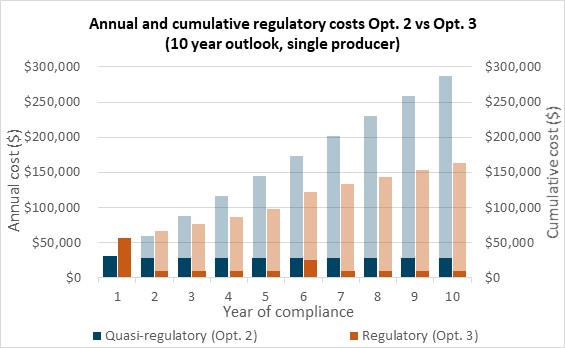 Annual and cumulative regulatory costs Opt. 2 vs Opt. 3
(10 year outlook, single producer)
$300,000 $300,000
$250,000 $250,000
$200,000 $200,000
$150,000 $150,000
$100,000 $100,000
$50,000 $50,000
$0 $0
Annual cost ($)
Cumulative cost ($)
1 2 3 4 5 6 7 8 9 10
Year of compliance
Quasi-regulatory (Opt. 2) Regulatory (Opt. 3)